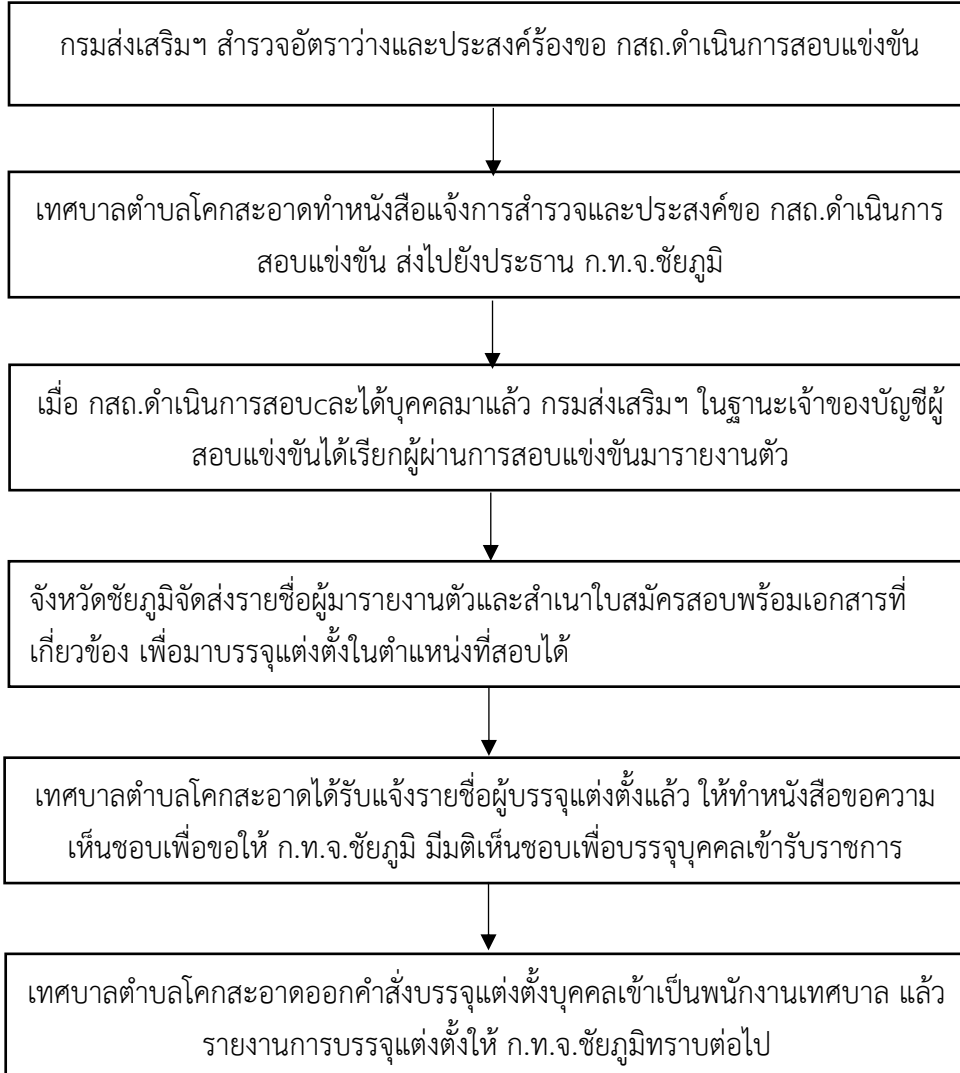 กรมส่งเสริมฯ สำรวจอัตราว่างและประสงค์ร้องขอ กสถ.ดำเนินการสอบแข่งขัน
เทศบาลตำบลโคกสะอาดทำหนังสือแจ้งการสำรวจและประสงค์ขอ กสถ.ดำเนินการ
สอบแข่งขัน ส่งไปยังประธาน ก.ท.จ.ชัยภูมิ
เมื่อ กสถ.ดำเนินการสอบcละได้บุคคลมาแล้ว กรมส่งเสริมฯ ในฐานะเจ้าของบัญชีผู้
สอบแข่งขันได้เรียกผู้ผ่านการสอบแข่งขันมารายงานตัว
จังหวัดชัยภูมิจัดส่งรายชื่อผู้มารายงานตัวและสำเนาใบสมัครสอบพร้อมเอกสารที่
เกี่ยวข้อง เพื่อมาบรรจุแต่งตั้งในตำแหน่งที่สอบได้
เทศบาลตำบลโคกสะอาดได้รับแจ้งรายชื่อผู้บรรจุแต่งตั้งแล้ว ให้ทำหนังสือขอความ
เห็นชอบเพื่อขอให้ ก.ท.จ.ชัยภูมิ มีมติเห็นชอบเพื่อบรรจุบุคคลเข้ารับราชการ
เทศบาลตำบลโคกสะอาดออกคำสั่งบรรจุแต่งตั้งบุคคลเข้าเป็นพนักงานเทศบาล แล้ว
รายงานการบรรจุแต่งตั้งให้ ก.ท.จ.ชัยภูมิทราบต่อไป